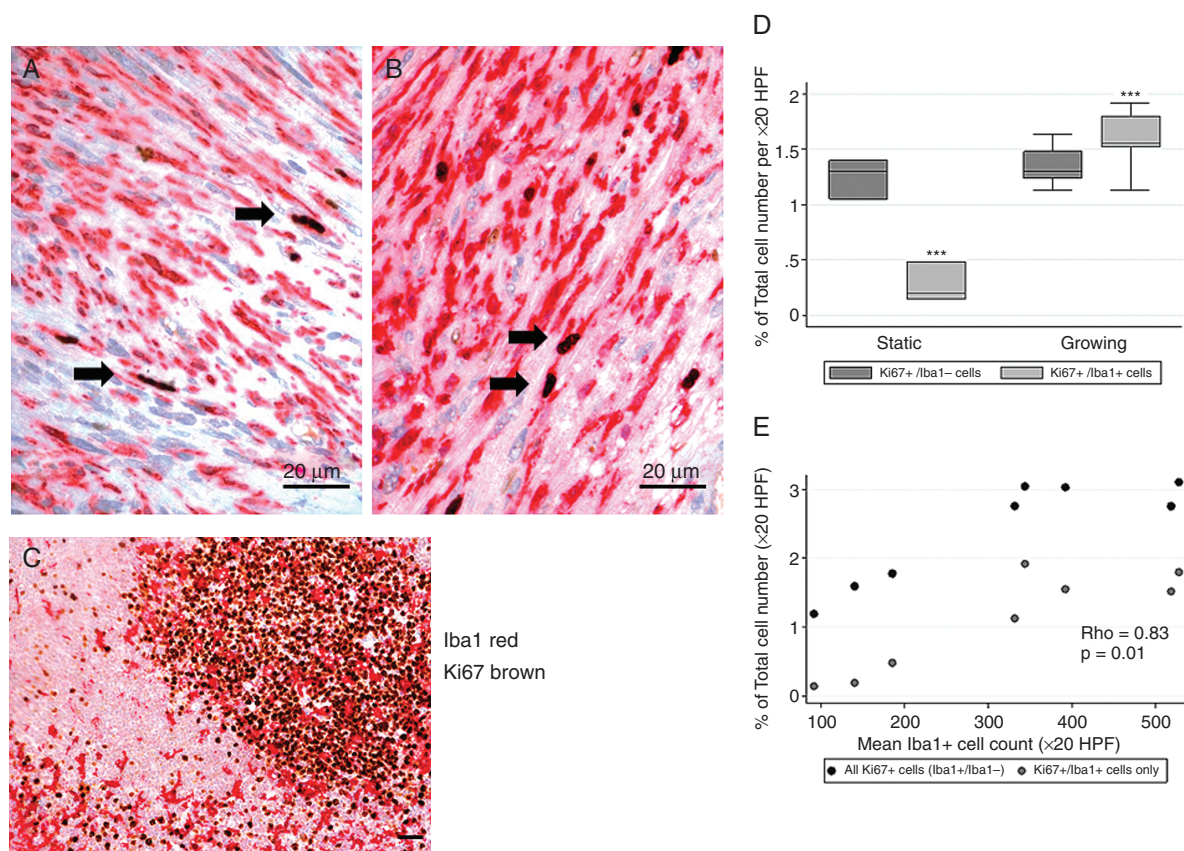 A
B
20 μm
20 μm
C
Iba1 red
Ki67 brown
D
% of Total cell number per ×20 HPF
2
1.5
1
.5
0
***
***
Static
Growing
Ki67+ /Iba1– cells
Ki67+ /Iba1+ cells
E
% of Total cell number (×20 HPF)
3
2
1
0
Rho = 0.83
p = 0.01
100
200
300
400
500
Mean Iba1+ cell count (×20 HPF)
All Ki67+ cells (Iba1+/Iba1–)
Ki67+/Iba1+ cells only